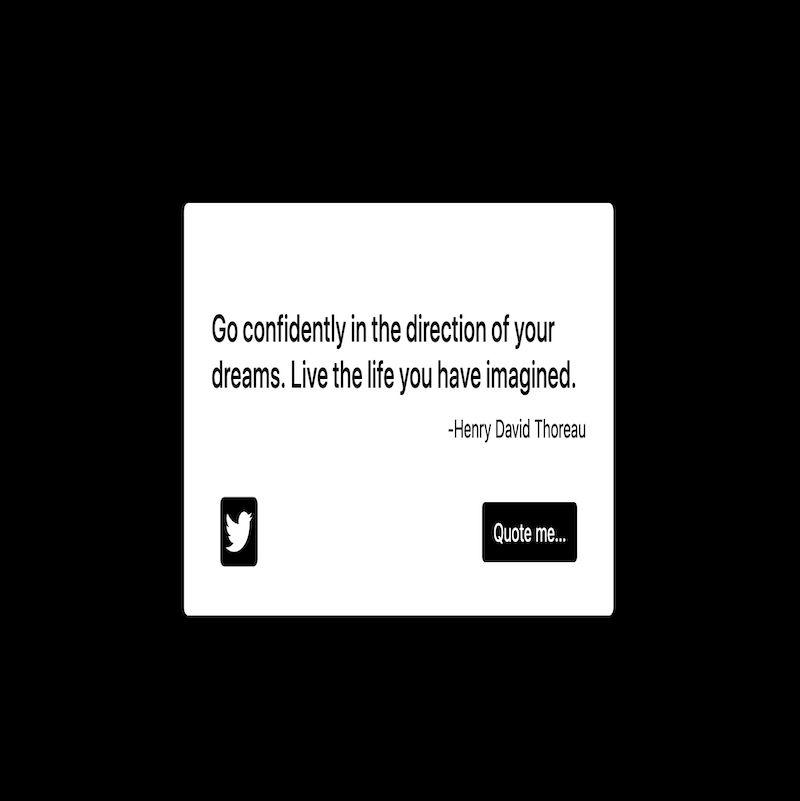 Go confidently in the direction of your
dreams. Live the life you have imagined.
-Henry David Thoreau
Quote me...